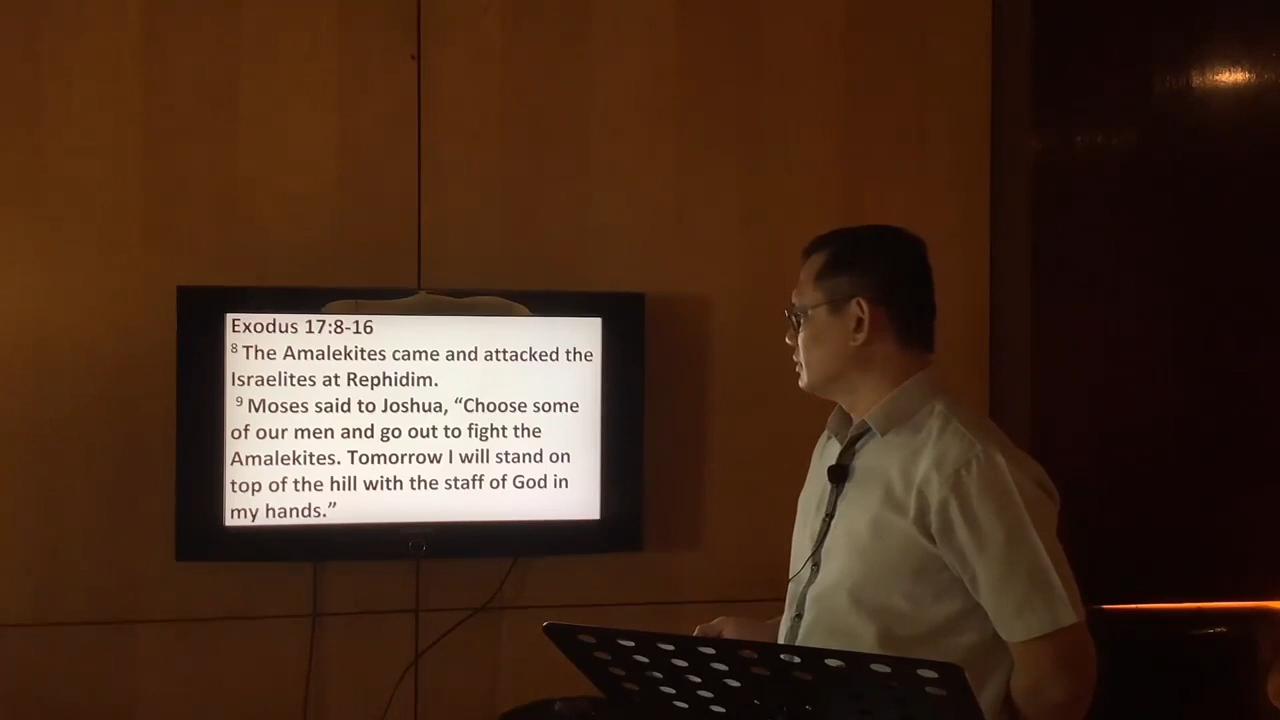 Exodus 17:8-16
8 The Amalekites came and attacked the
Israelites at Rephidim.
9 Moses said to Joshua, “Choose some
of our men and go out to fight the
Amalekites. Tomorrow I will stand on
top of the hill with the staff of God in
my hands.”